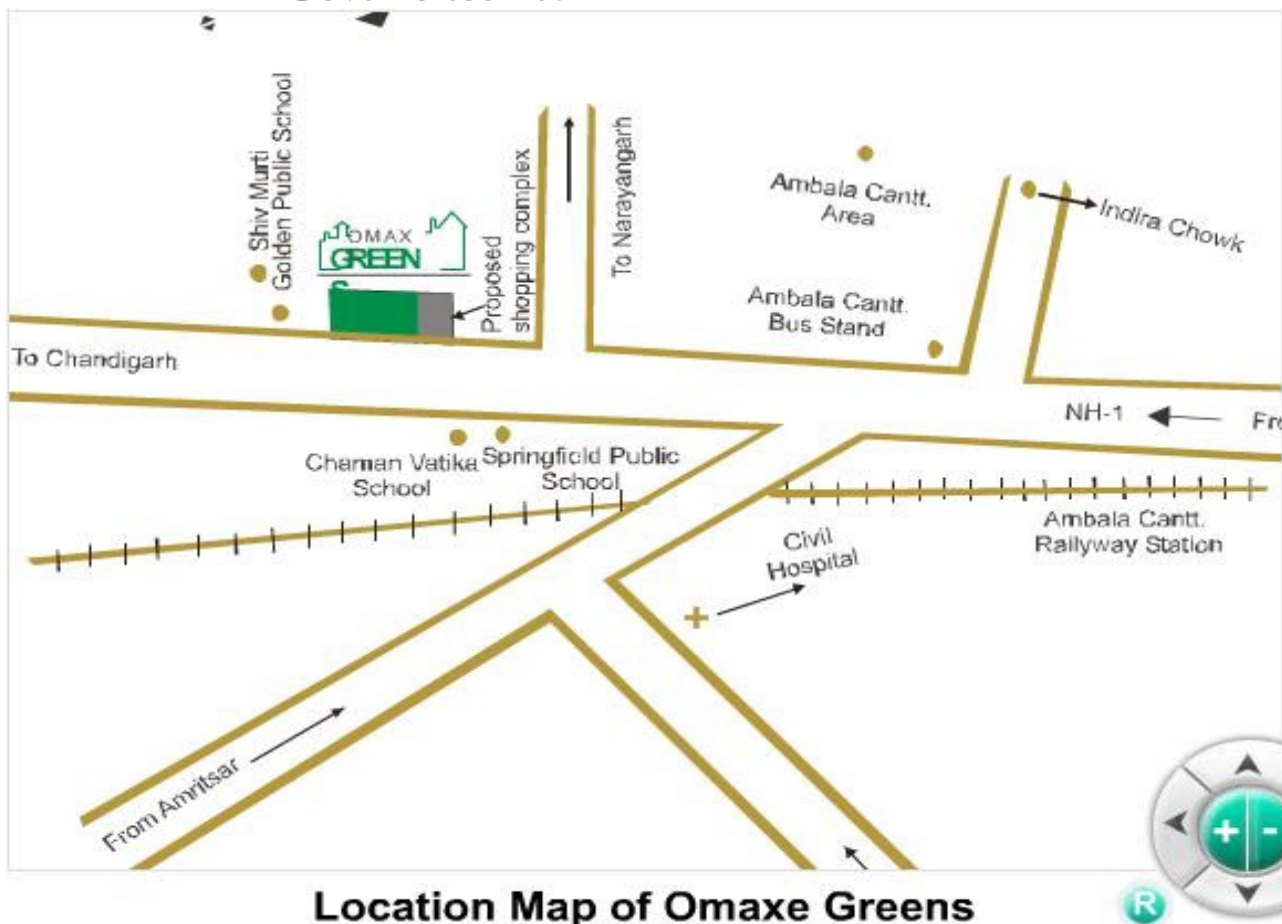 Shiv Murti
Golden Public School
OMAX
GREEN
S
Proposed
shopping complex
To Narayangarh
Ambala Cantt.
Area
Indira Chowk
Ambala Cantt.
Bus Stand
To Chandigarh
NH-1
Chaman Vatika
School
Springfield Public
School
Ambala Cantt.
Railyway Station
Civil
Hospital
From Amritsar
+ -
R
Location Map of Omaxe Greens